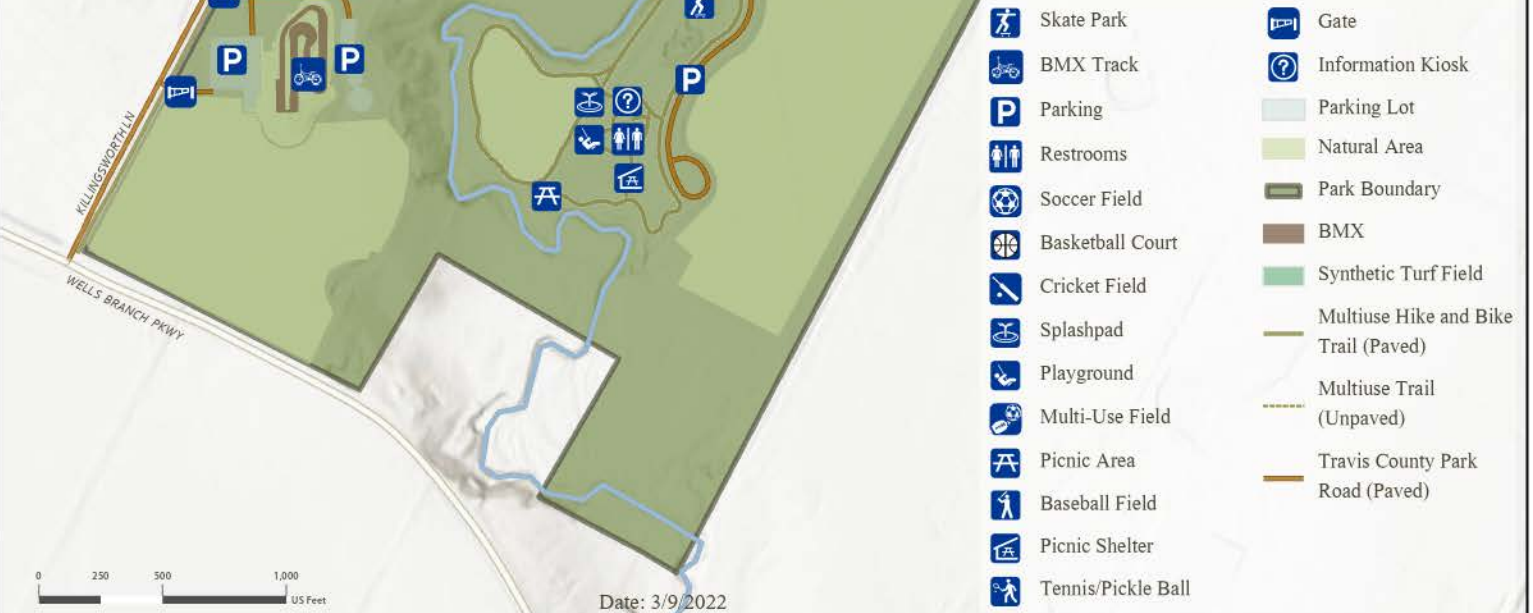 P
P
P
KILLINGSWORTH LN
WELLS BRANCH PKWY
0 250 500 1,000
US Feet
Date: 3/9/2022
Skate Park
BMX Track
P Parking
Restrooms
Soccer Field
Basketball Court
Cricket Field
Splashpad
Playground
Multi-Use Field
Picnic Area
Baseball Field
Picnic Shelter
Tennis/Pickle Ball
Gate
? Information Kiosk
Parking Lot
Natural Area
Park Boundary
BMX
Synthetic Turf Field
Multiuse Hike and Bike
Trail (Paved)
Multiuse Trail
(Unpaved)
Travis County Park
Road (Paved)